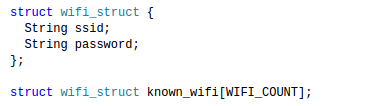 struct wifi_struct {
  String ssid;
  String password;
};

struct wifi_struct known_wifi[WIFI_COUNT];